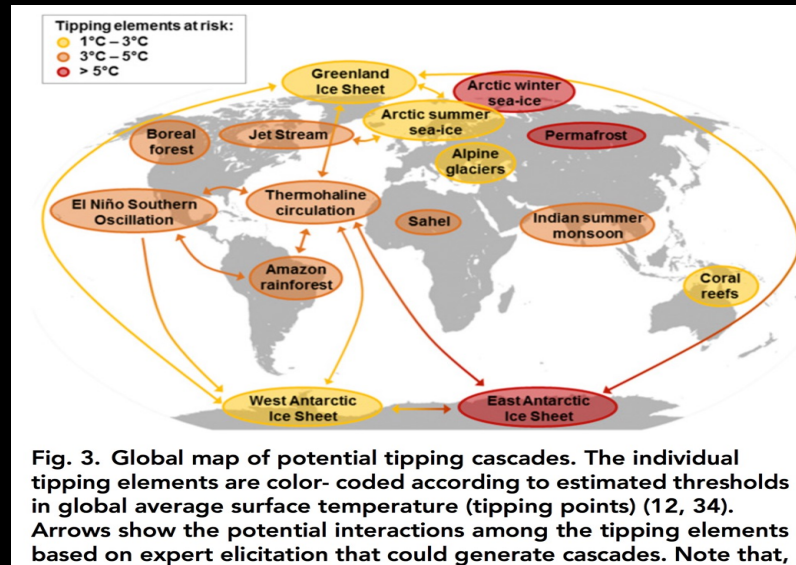 Tipping elements at risk:
1°C – 3°C
3°C – 5°C
> 5°C
Greenland
Ice Sheet
Arctic winter
sea-ice
Arctic summer
sea-ice
Boreal
forest
Jet Stream
Permafrost
Alpine
glaciers
El Niño Southern
Oscillation
Thermohaline
circulation
Sahel
Indian summer
monsoon
Amazon
rainforest
Coral
reefs
West Antarctic
Ice Sheet
East Antarctic
Ice Sheet
Fig. 3. Global map of potential tipping cascades. The individual
tipping elements are color- coded according to estimated thresholds
in global average surface temperature (tipping points) (12, 34).
Arrows show the potential interactions among the tipping elements
based on expert elicitation that could generate cascades. Note that,